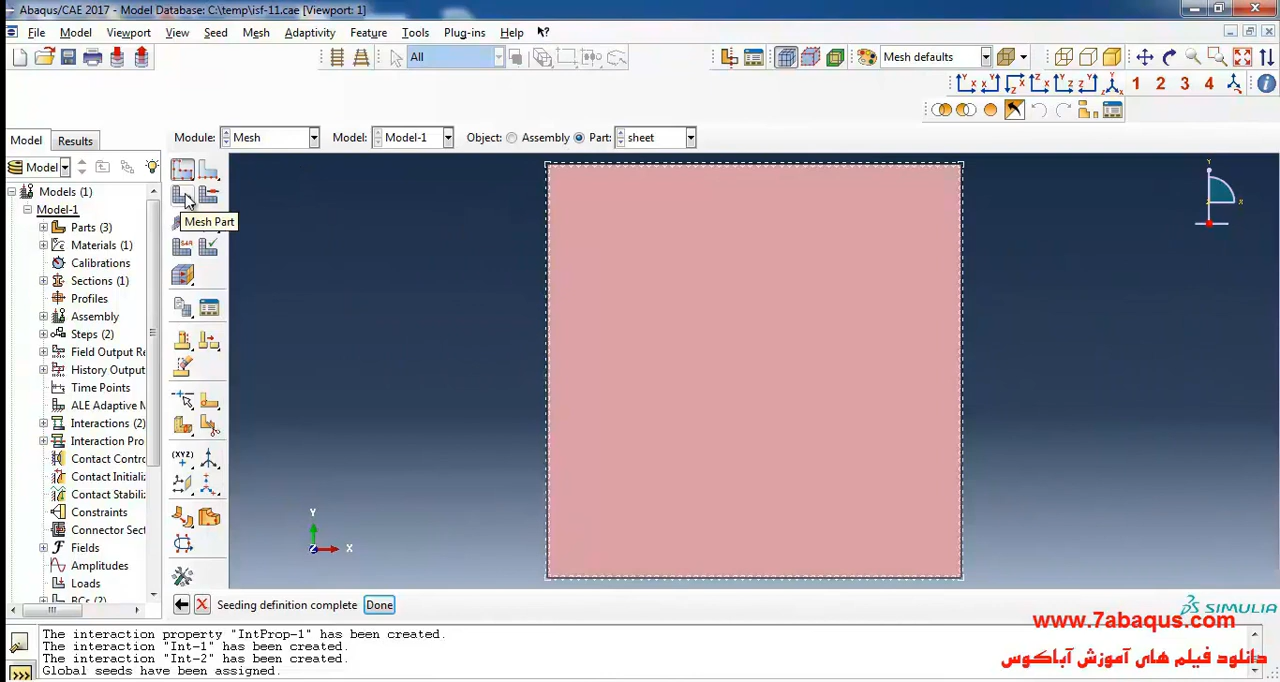 Abaqus/CAE 2017 - Model Database: C:\temp\isf-11.cae [Viewport: 1]
File Model Viewport View Seed Mesh Adaptivity Feature Tools Plug-ins Help
All
Mesh defaults
1 2 3 4
Model Results
Module: Mesh Model: Model-1 Object: Assembly Part: sheet
Model
Models (1)
Model-1
Parts (3)
Materials (1)
Calibrations
Sections (1)
Profiles
Assembly
Steps (2)
Field Output Re
History Output
Time Points
ALE Adaptive M
Interactions (2)
Interaction Pro
Contact Contro
Contact Initializ
Contact Stabiliz
Constraints
Connector Sect
Fields
Amplitudes
Loads
BCs (2)
Mesh Part
(XYZ)
Y
X
Z
Y
X
Seeding definition complete Done
SIMULIA
The interaction property "IntProp-1" has been created.
The interaction "Int-1" has been created.
The interaction "Int-2" has been created.
Global seeds have been assigned.
www.7abaqus.com
دانلود فیلم های آموزش آباکوس